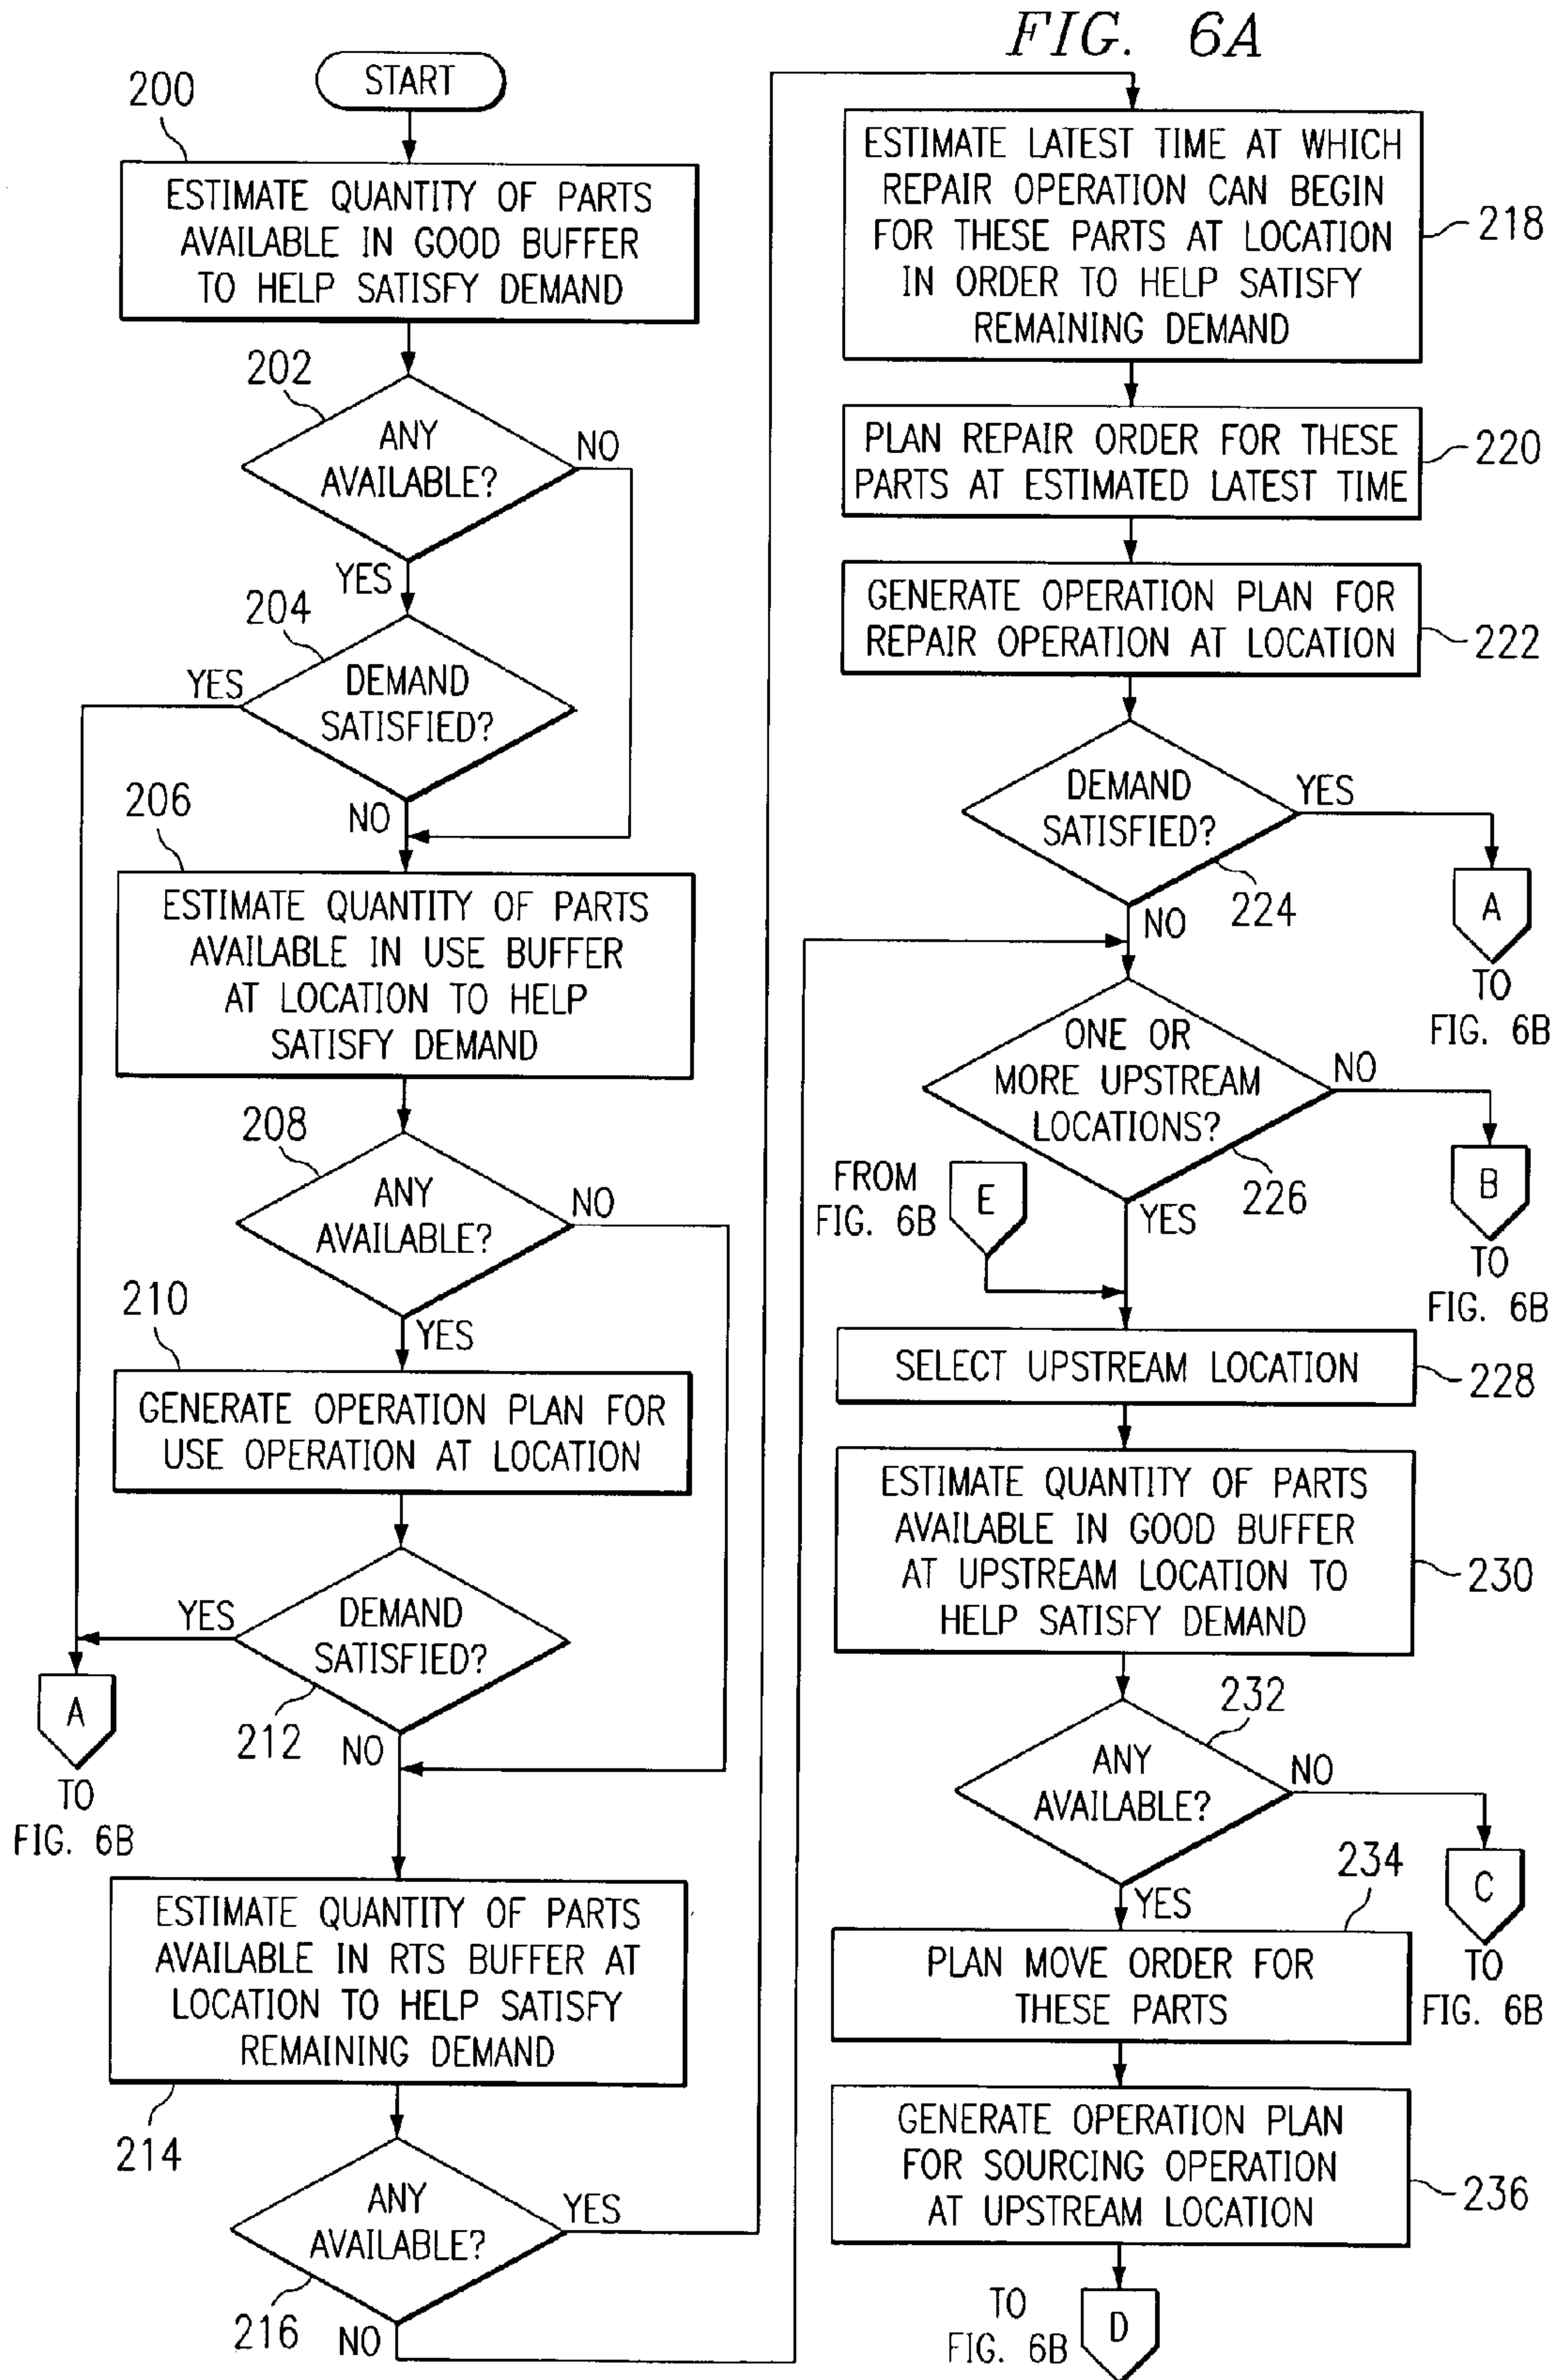 FIG. 6A
START
200
ESTIMATE QUANTITY OF PARTS
AVAILABLE IN GOOD BUFFER
TO HELP SATISFY DEMAND
202
ANY
AVAILABLE?
NO
YES
204
DEMAND
SATISFIED?
YES
NO
206
ESTIMATE QUANTITY OF PARTS
AVAILABLE IN USE BUFFER
AT LOCATION TO HELP
SATISFY DEMAND
208
ANY
AVAILABLE?
NO
YES
210
GENERATE OPERATION PLAN FOR
USE OPERATION AT LOCATION
YES
DEMAND
SATISFIED?
212
NO
A
TO
FIG. 6B
ESTIMATE QUANTITY OF PARTS
AVAILABLE IN RTS BUFFER AT
LOCATION TO HELP SATISFY
REMAINING DEMAND
214
ANY
AVAILABLE?
YES
216
NO
ESTIMATE LATEST TIME AT WHICH
REPAIR OPERATION CAN BEGIN
FOR THESE PARTS AT LOCATION
IN ORDER TO HELP SATISFY
REMAINING DEMAND
218
PLAN REPAIR ORDER FOR THESE
PARTS AT ESTIMATED LATEST TIME
220
GENERATE OPERATION PLAN FOR
REPAIR OPERATION AT LOCATION
222
DEMAND
SATISFIED?
YES
224
NO
A
TO
FIG. 6B
ONE OR
MORE UPSTREAM
LOCATIONS?
NO
226
YES
B
TO
FIG. 6B
FROM
FIG. 6B
E
SELECT UPSTREAM LOCATION
228
ESTIMATE QUANTITY OF PARTS
AVAILABLE IN GOOD BUFFER
AT UPSTREAM LOCATION TO
HELP SATISFY DEMAND
230
232
ANY
AVAILABLE?
NO
YES
C
TO
FIG. 6B
234
PLAN MOVE ORDER FOR
THESE PARTS
GENERATE OPERATION PLAN
FOR SOURCING OPERATION
AT UPSTREAM LOCATION
236
TO
FIG. 6B
D